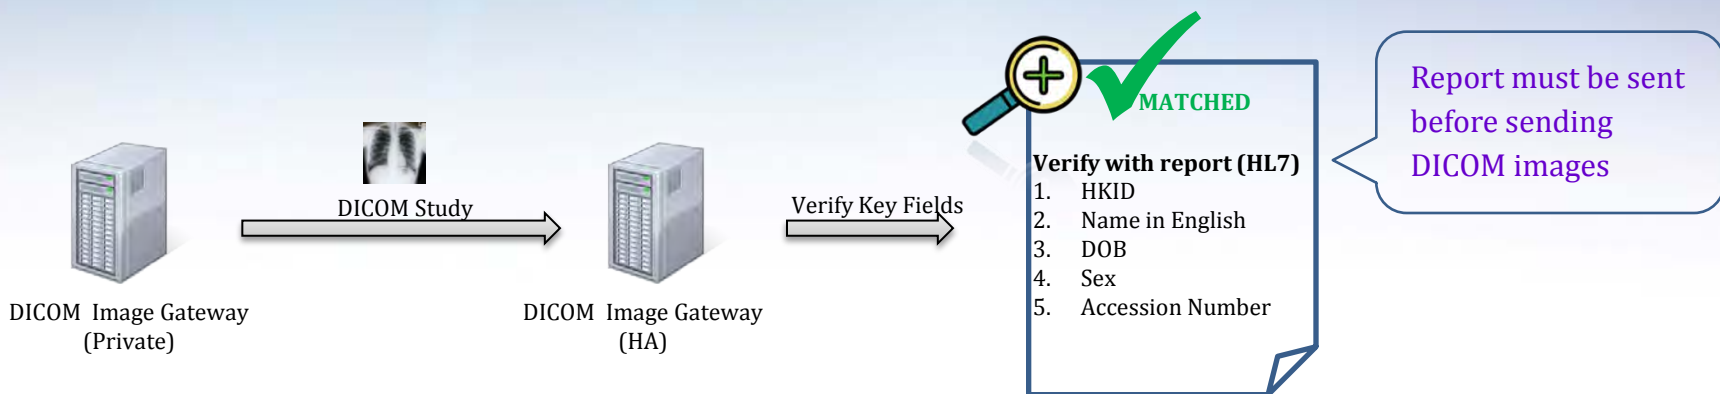 DICOM Image Gateway
(Private)
DICOM Study
DICOM Image Gateway
(HA)
Verify Key Fields
MATCHED
Verify with report (HL7)
1. HKID
2. Name in English
3. DOB
4. Sex
5. Accession Number
Report must be sent
before sending
DICOM images